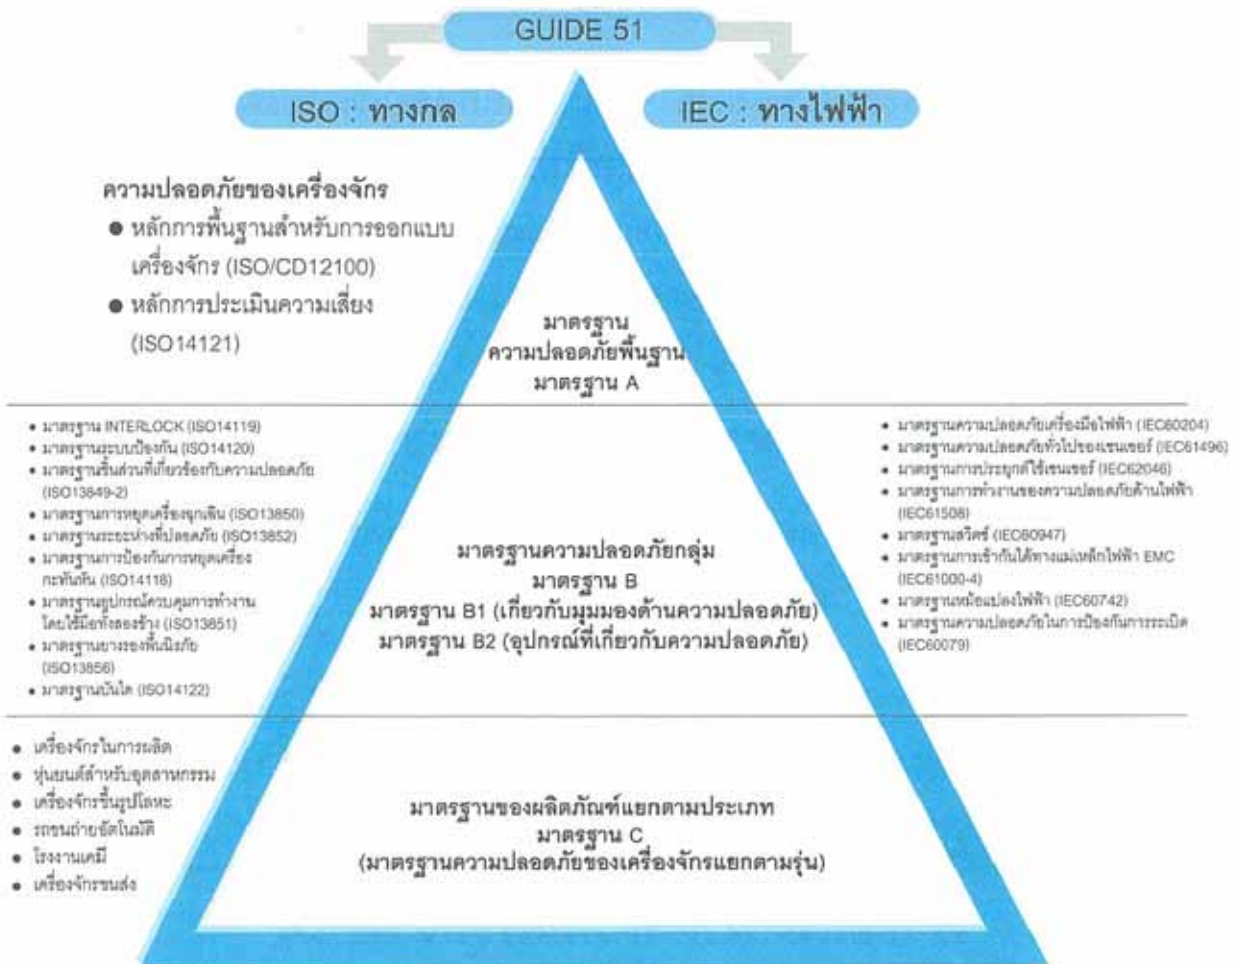 GUIDE 51
ISO : ทางกล
IEC : ทางไฟฟ้า
ความปลอดภัยของเครื่องจักร
● หลักการพื้นฐานสำหรับการออกแบบ
เครื่องจักร (ISO/CD12100)
● หลักการประเมินความเสี่ยง
(ISO14121)
มาตรฐาน
ความปลอดภัยพื้นฐาน
มาตรฐาน A
• มาตรฐาน INTERLOCK (ISO14119)
• มาตรฐานระบบป้องกัน (ISO14120)
• มาตรฐานชิ้นส่วนที่เกี่ยวข้องกับความปลอดภัย
(ISO13849-2)
• มาตรฐานการหยุดเครื่องฉุกเฉิน (ISO13850)
• มาตรฐานระยะห่างที่ปลอดภัย (ISO13852)
• มาตรฐานการป้องกันการหยุดเครื่อง
กะทันหัน (ISO14118)
• มาตรฐานอุปกรณ์ควบคุมการทำงาน
โดยใช้มือทั้งสองข้าง (ISO13851)
• มาตรฐานยางรองพื้นนิรภัย
(ISO13856)
• มาตรฐานบันได (ISO14122)
มาตรฐานความปลอดภัยกลุ่ม
มาตรฐาน B
มาตรฐาน B1 (เกี่ยวกับมุมมองด้านความปลอดภัย)
มาตรฐาน B2 (อุปกรณ์ที่เกี่ยวกับความปลอดภัย)
• มาตรฐานความปลอดภัยเครื่องมือไฟฟ้า (IEC60204)
• มาตรฐานความปลอดภัยทั่วไปของเซนเซอร์ (IEC61496)
• มาตรฐานการประยุกต์ใช้เซนเซอร์ (IEC62046)
• มาตรฐานการทำงานของความปลอดภัยด้านไฟฟ้า
(IEC61508)
• มาตรฐานสวิตช์ (IEC60947)
• มาตรฐานการเข้ากันได้ทางแม่เหล็กไฟฟ้า EMC
(IEC61000-4)
• มาตรฐานหม้อแปลงไฟฟ้า (IEC60742)
• มาตรฐานความปลอดภัยในการป้องกันการระเบิด
(IEC60079)
● เครื่องจักรในการผลิต
● หุ่นยนต์สำหรับอุตสาหกรรม
● เครื่องจักรขึ้นรูปโลหะ
● รถขนถ่ายอัตโนมัติ
● โรงงานเคมี
● เครื่องจักรขนส่ง
มาตรฐานของผลิตภัณฑ์แยกตามประเภท
มาตรฐาน C
(มาตรฐานความปลอดภัยของเครื่องจักรแยกตามรุ่น)